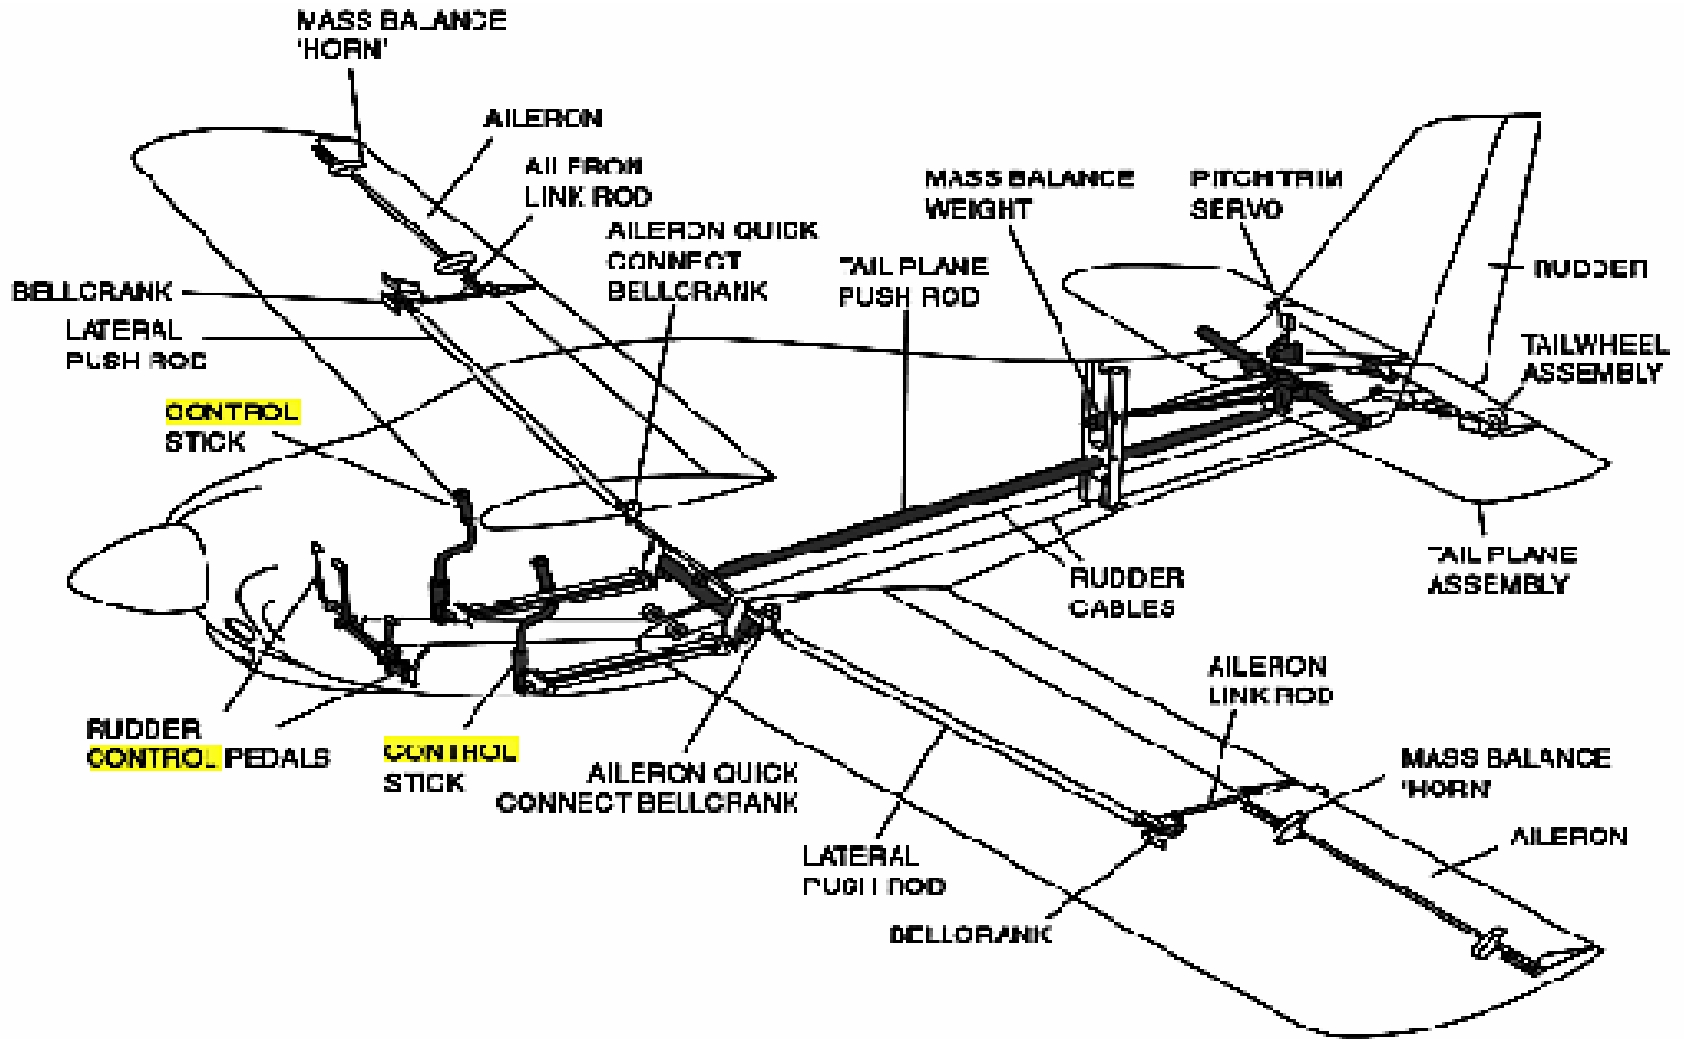 MASS BALANCE
'HORN'
AILERON
AILERON
LINK ROD
AILERON QUICK
CONNECT
BELLCRANK
MASS BALANCE
WEIGHT
PITCH TRIM
SERVO
TAIL PLANE
PUSH ROD
RUDDER
BELLCRANK
LATERAL
PUSH ROD
TAILWHEEL
ASSEMBLY
CONTROL
STICK
TAIL PLANE
ASSEMBLY
RUDDER
CABLES
AILERON
LINK ROD
RUDDER
CONTROL PEDALS
CONTROL
STICK
AILERON QUICK
CONNECT BELLCRANK
MASS BALANCE
'HORN'
AILERON
LATERAL
PUSH ROD
BELLCRANK